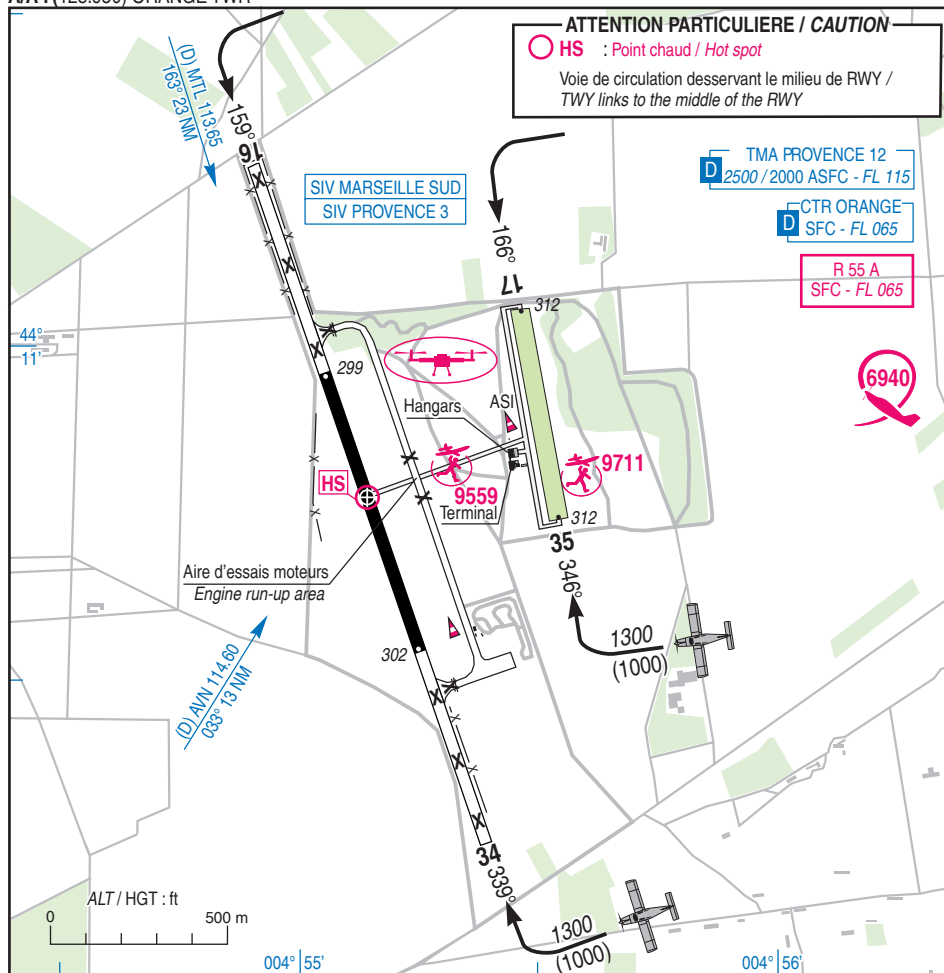 ORANGE TWR
ATTENTION PARTICULIERE / CAUTION
HS : Point chaud / Hot spot
Voie de circulation desservant le milieu de RWY /
TWY links to the middle of the RWY
(D) MTL 113.65
163° 23 NM
159°
16
SIV MARSEILLE SUD
SIV PROVENCE 3
166°
17
D
TMA PROVENCE 12
2500 / 2000 ASFC - FL 115
D
CTR ORANGE
SFC - FL 065
R 55 A
SFC - FL 065
312
44°
11'
299
6940
Hangars
ASI
HS
9559
9711
Terminal
312
35
346°
Aire d'essais moteurs
Engine run-up area
302
1300
(1000)
(D) AVN 114.60
033° 13 NM
34
339°
1300
(1000)
ALT / HGT : ft
0
500 m
004° 55'
004° 56'